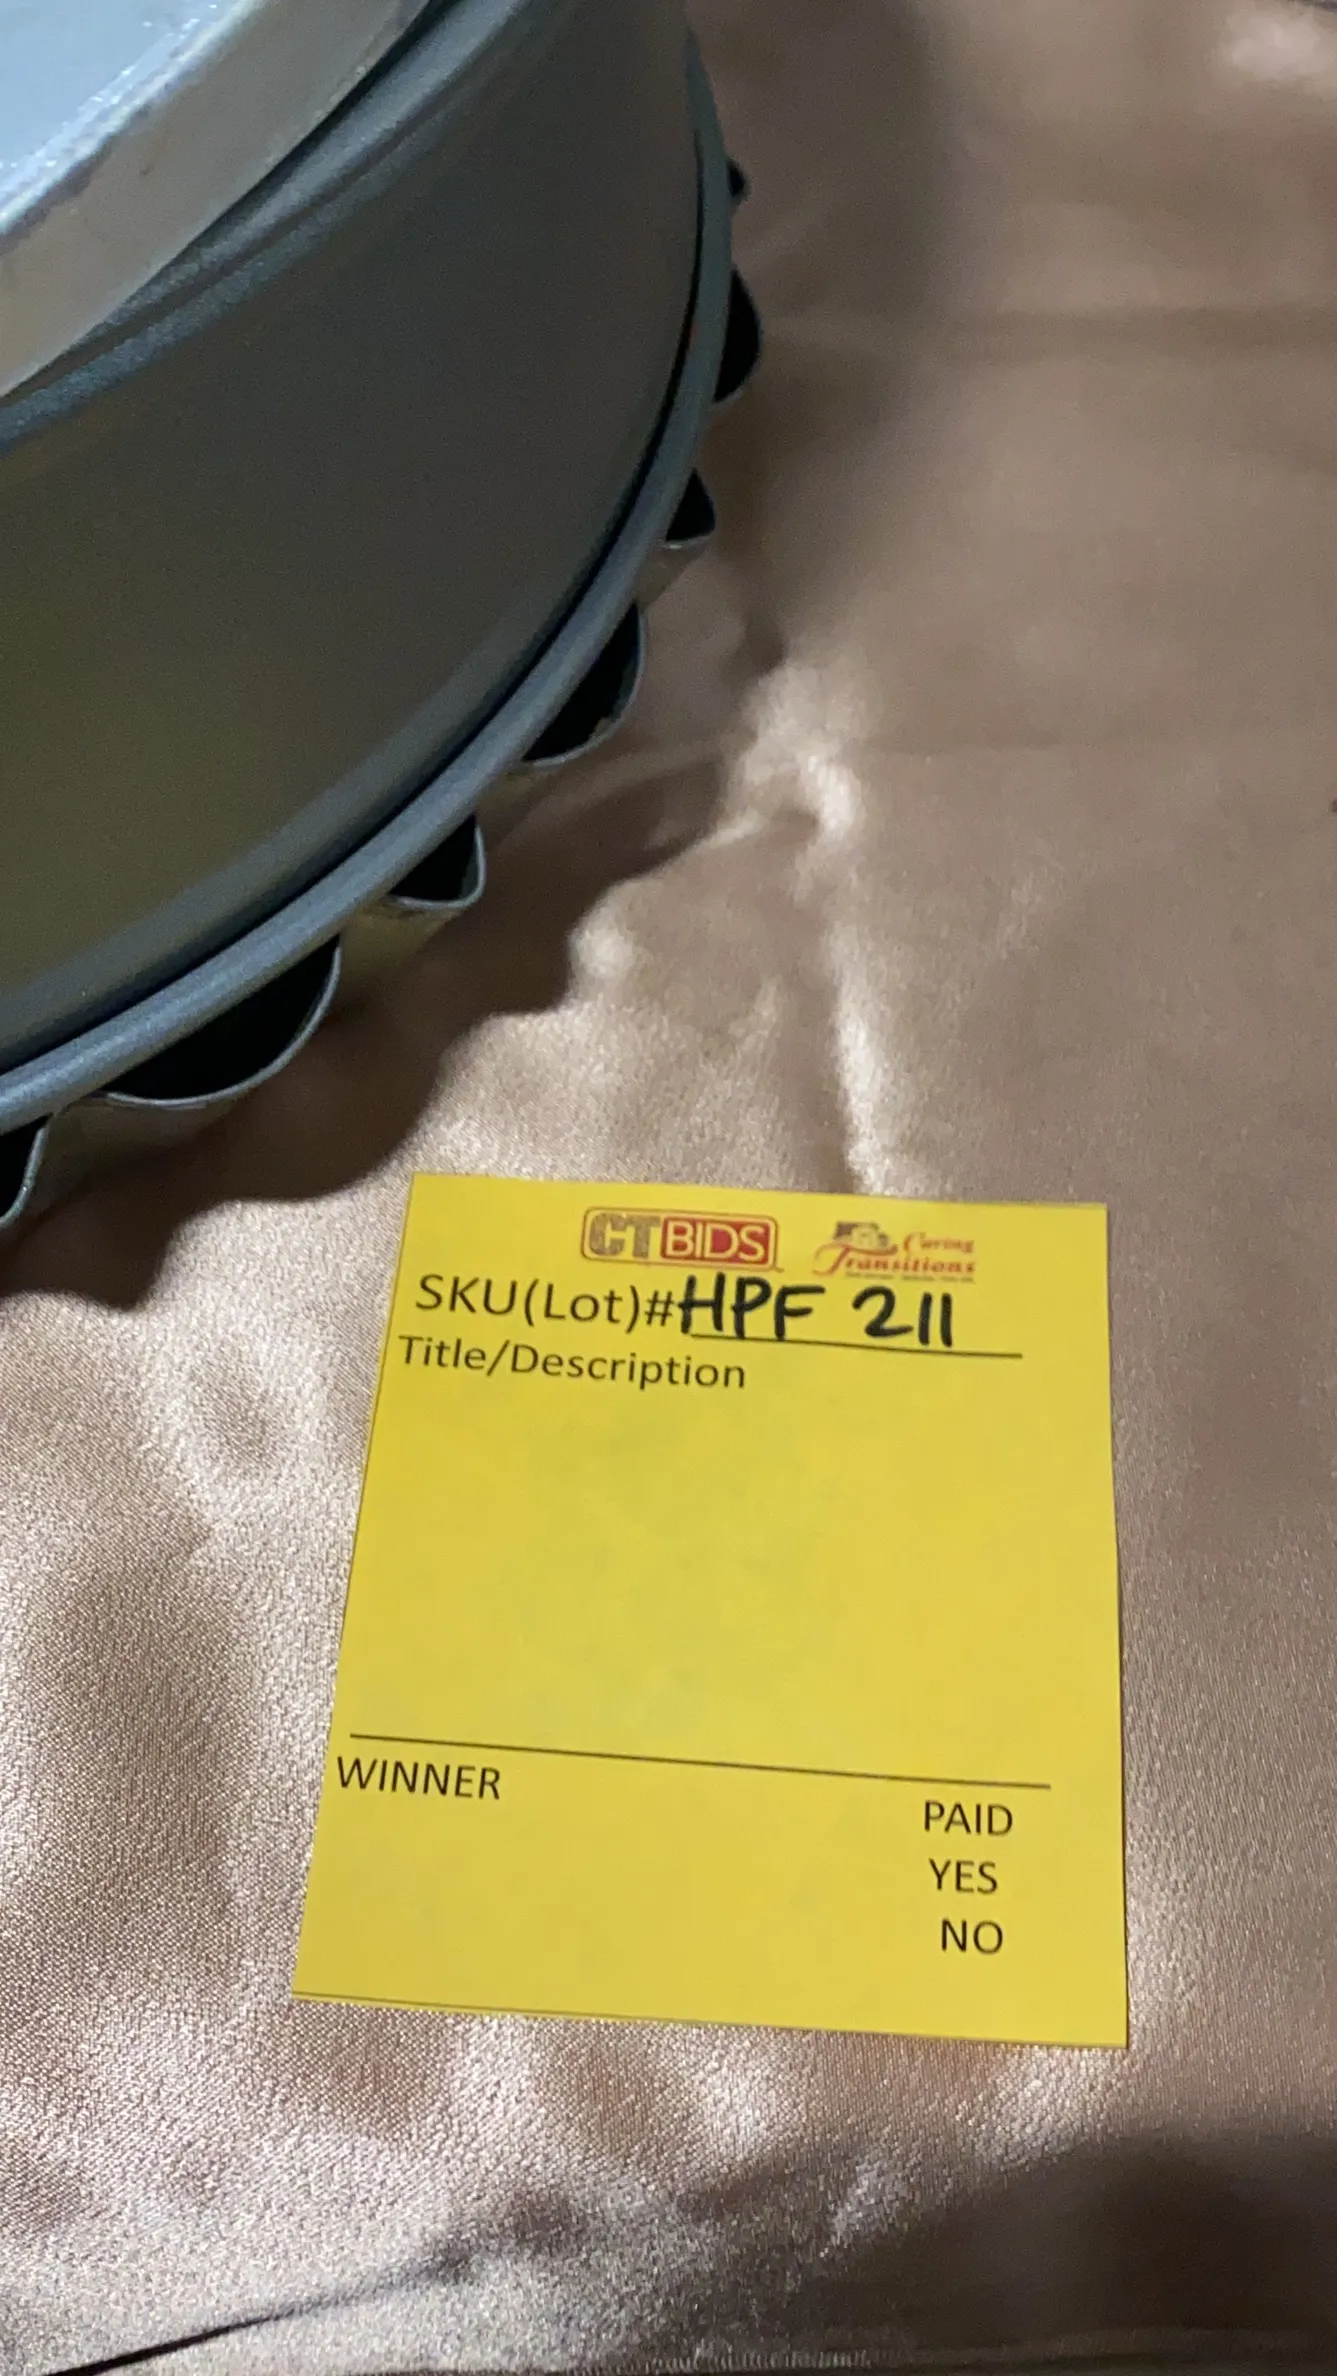 CTBIDS
Caring
Transitions
SKU(Lot)#HPF 211
Title/Description
WINNER
PAID
YES
NO